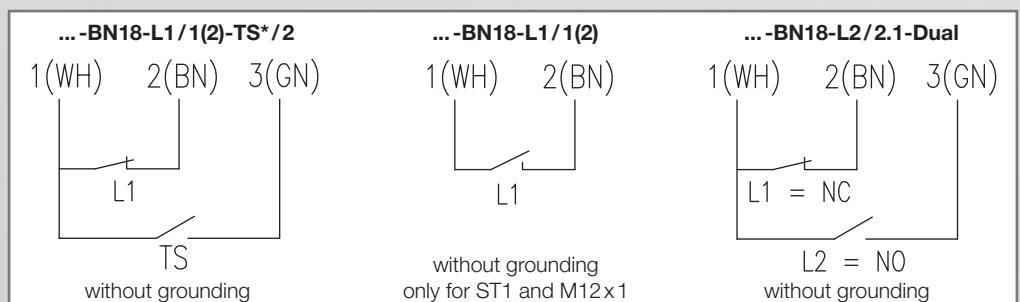 ...-BN18-L1/1(2)-TS*/2
1(WH) 2(BN) 3(GN)
L1
TS
without grounding
...-BN18-L1/1(2)
1(WH) 2(BN)
L1
without grounding
only for ST1 and M12x1
...-BN18-L2/2.1-Dual
1(WH) 2(BN) 3(GN)
L1 = NC
L2 = NO
without grounding